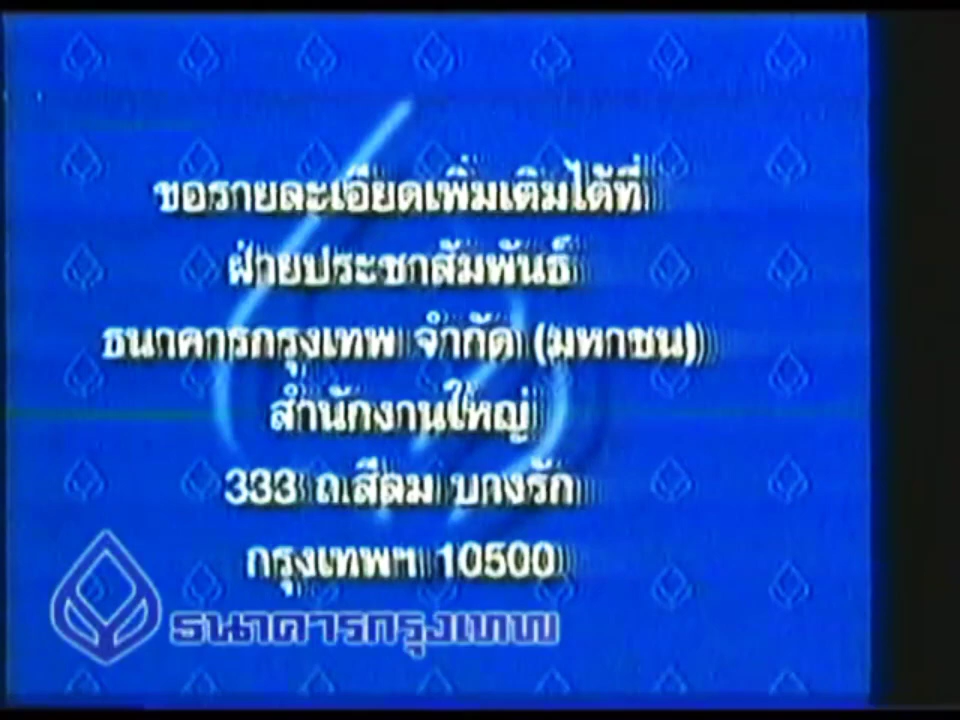 ขอรายละเอียดเพิ่มเติมได้ที่
ฝ่ายประชาสัมพันธ์
ธนาคารกรุงเทพ จำกัด (มหาชน)
สำนักงานใหญ่
333 ถ.สีลม บางรัก
กรุงเทพฯ 10500
ธนาคารกรุงเทพ